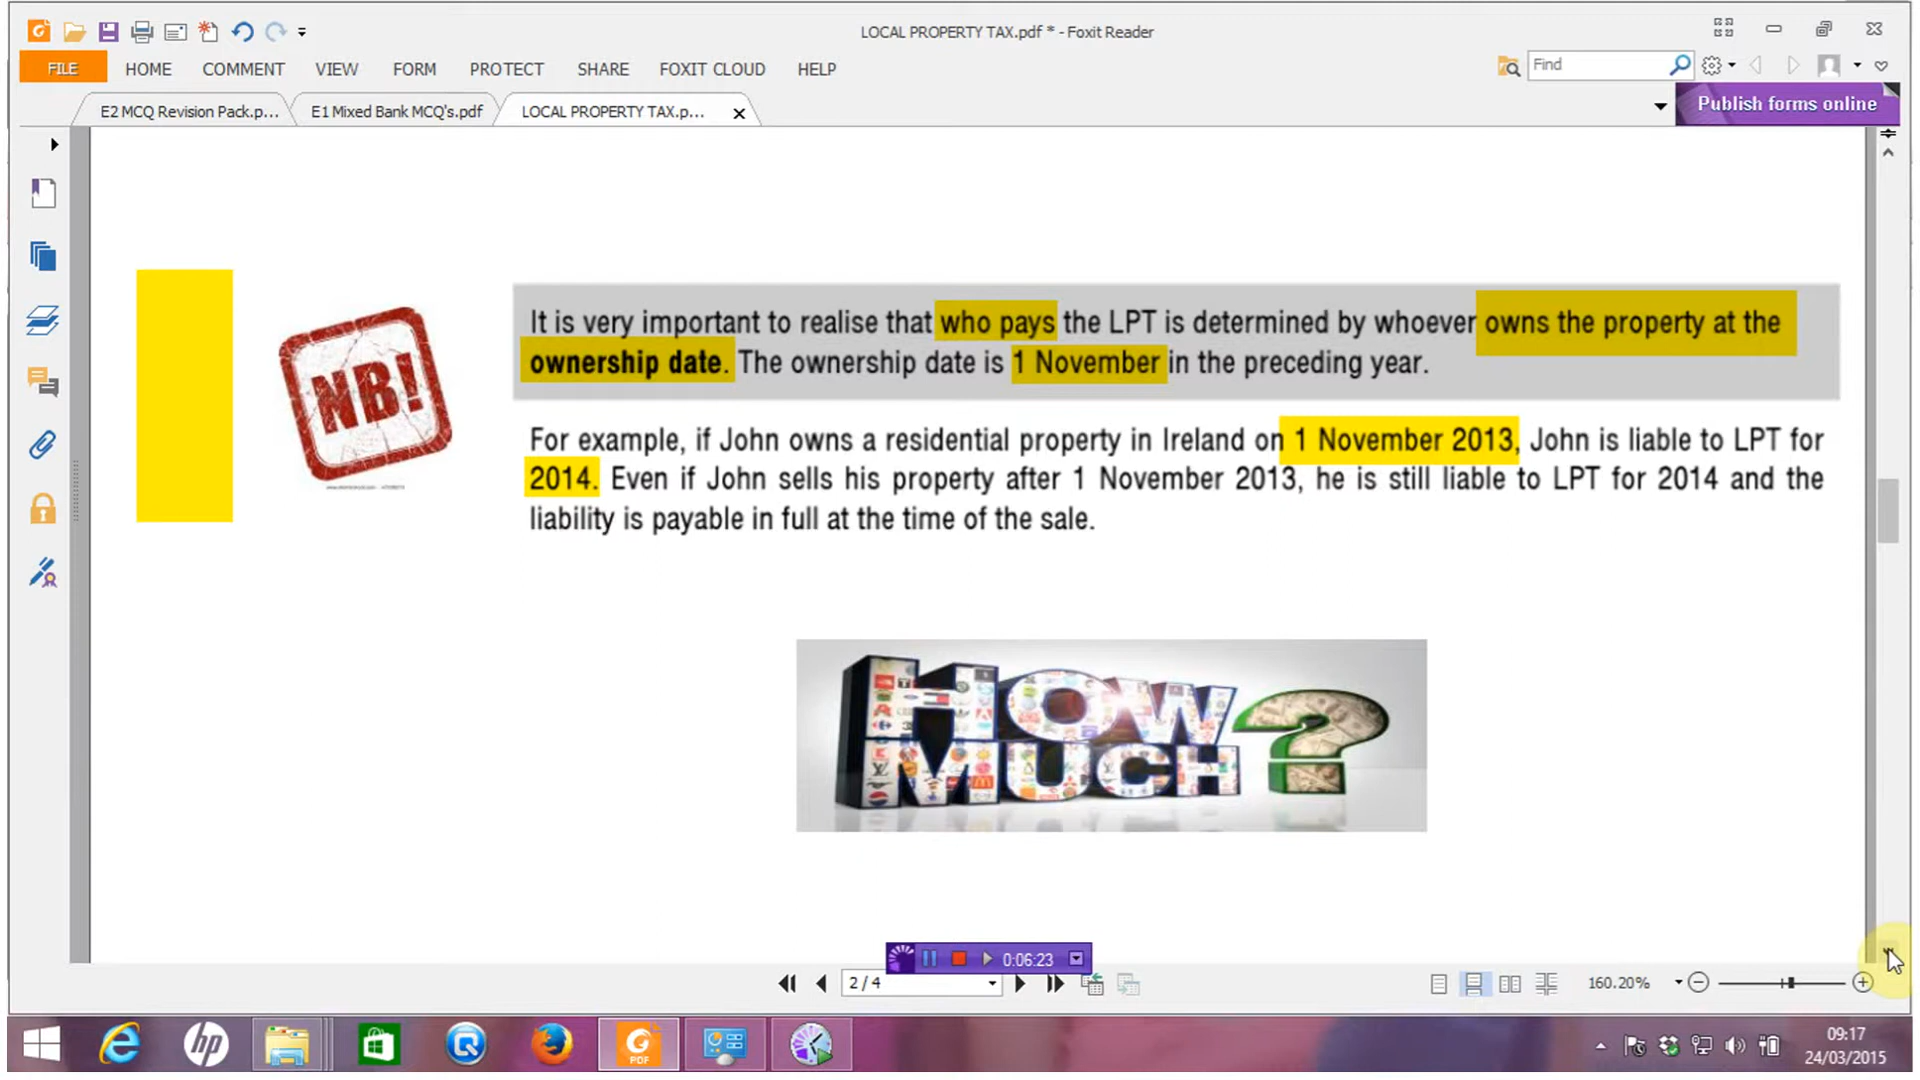 LOCAL PROPERTY TAX.pdf * - Foxit Reader
FILE HOME COMMENT VIEW FORM PROTECT SHARE FOXIT CLOUD HELP
Find
E2 MCQ Revision Pack.p... E1 Mixed Bank MCQ's.pdf LOCAL PROPERTY TAX.p...
Publish forms online
It is very important to realise that who pays the LPT is determined by whoever owns the property at the
ownership date. The ownership date is 1 November in the preceding year.
NB!
For example, if John owns a residential property in Ireland on 1 November 2013, John is liable to LPT for
2014. Even if John sells his property after 1 November 2013, he is still liable to LPT for 2014 and the
liability is payable in full at the time of the sale.
HOW
MUCH ?
0:06:23
2 / 4
160.20%
hp
PDF
09:17
24/03/2015